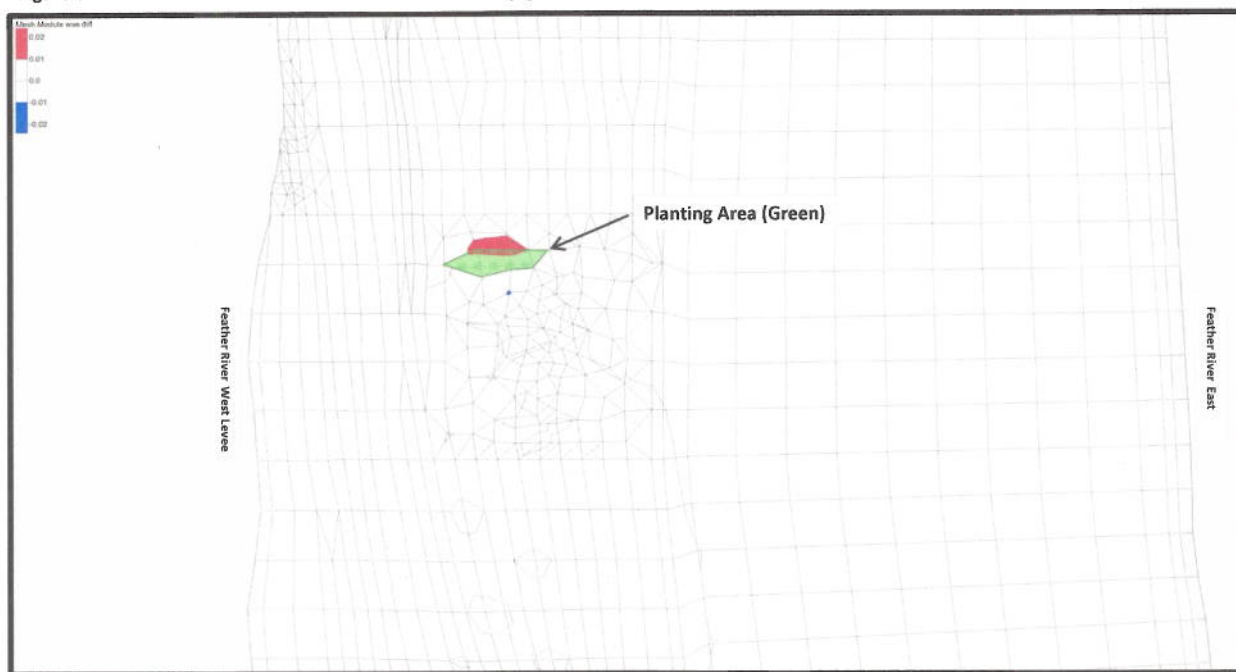 Mesh Module wse diff
0.02
0.01
0.0
-0.01
-0.02
Planting Area (Green)
Feather River West Levee
Feather River East